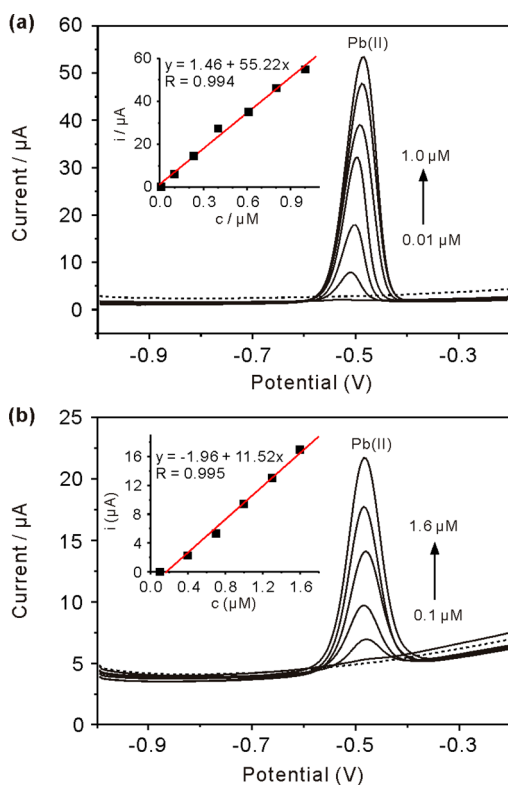 (a)
60
50
40
30
20
10
0
Current / µA
Pb(II)
1.0 µM
0.01 µM
y = 1.46 + 55.22x
R = 0.994
60
40
20
0
i / µA
0.0 0.3 0.6 0.9
c / µM
-0.9 -0.7 -0.5 -0.3
Potential (V)
(b)
25
20
15
10
5
0
Current / µA
Pb(II)
1.6 µM
0.1 µM
y = -1.96 + 11.52x
R = 0.995
16
12
8
4
0
i (µA)
0.0 0.4 0.8 1.2 1.6
c (µM)
-0.9 -0.7 -0.5 -0.3
Potential (V)